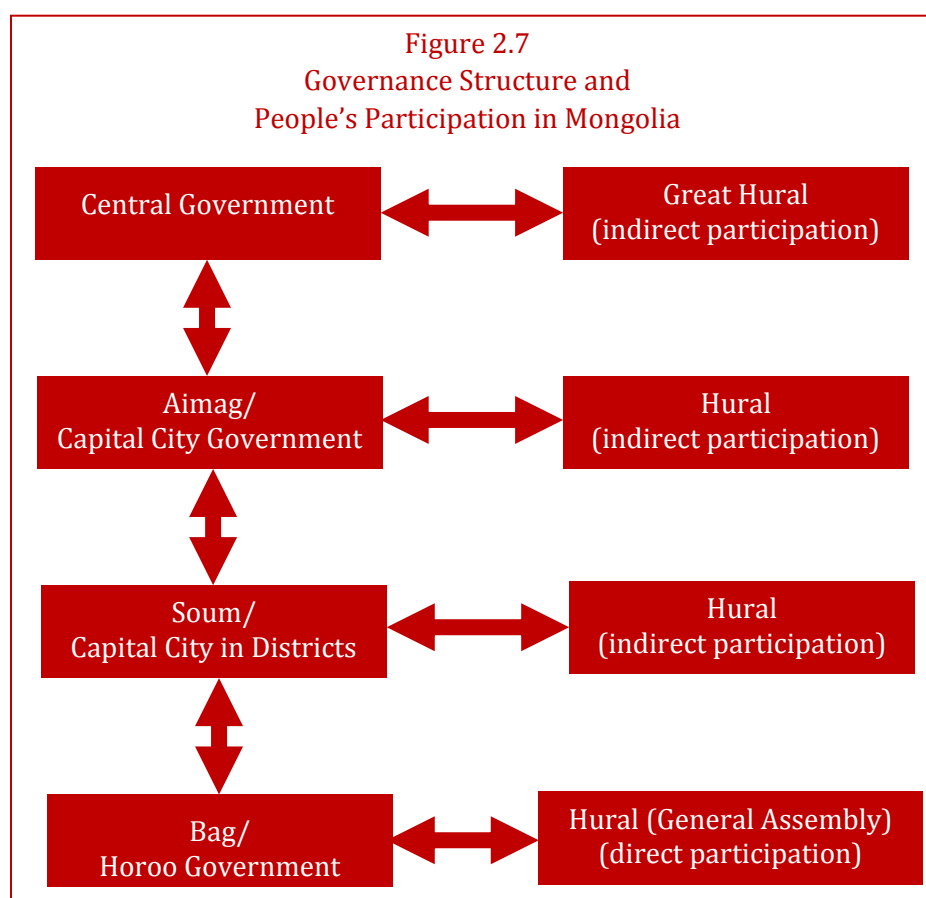 Figure 2.7
Governance Structure and
People’s Participation in Mongolia
Central Government
Great Hural
(indirect participation)
Aimag/
Capital City Government
Hural
(indirect participation)
Soum/
Capital City in Districts
Hural
(indirect participation)
Bag/
Horoo Government
Hural (General Assembly)
(direct participation)